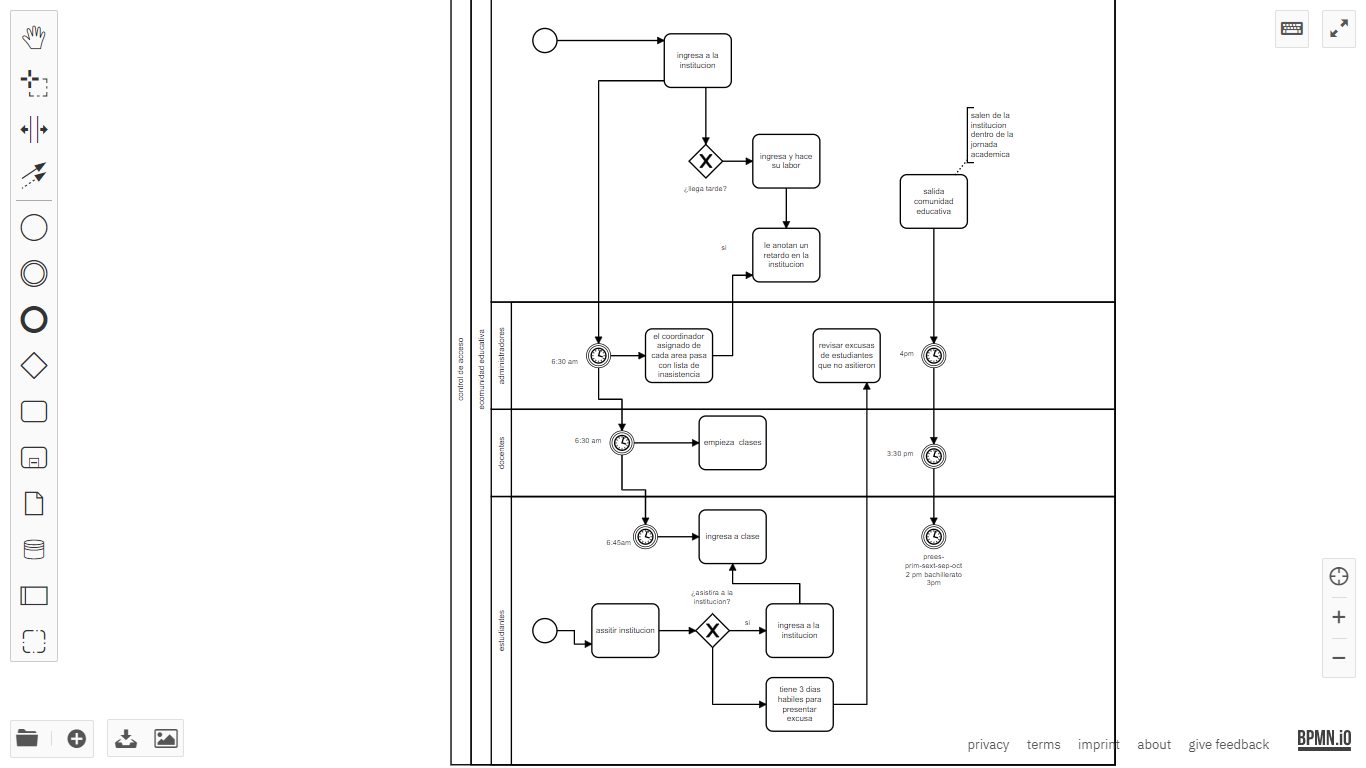 control de acceso
ecomunidad educativa
ingresa a la
institucion
salen de la
institucion
dentro de la
jornada
academica
ingresa y hace
su labor
¿llega tarde?
salida
comunidad
educativa
si
le anotan un
retardo en la
institucion
administradores
6:30 am
el coordinador
asignado de
cada area pasa
con lista de
inasistencia
revisar excusas
de estudiantes
que no asitieron
4pm
docentes
6:30 am
empieza clases
3:30 pm
estudiantes
6:45am
ingresa a clase
prees-
prim-sext-sep-oct
2 pm bachillerato
3pm
¿asistira a la
institucion?
assitir institucion
si
ingresa a la
institucion
tiene 3 dias
habiles para
presentar
excusa
privacy terms imprint about give feedback
BPMN.iO